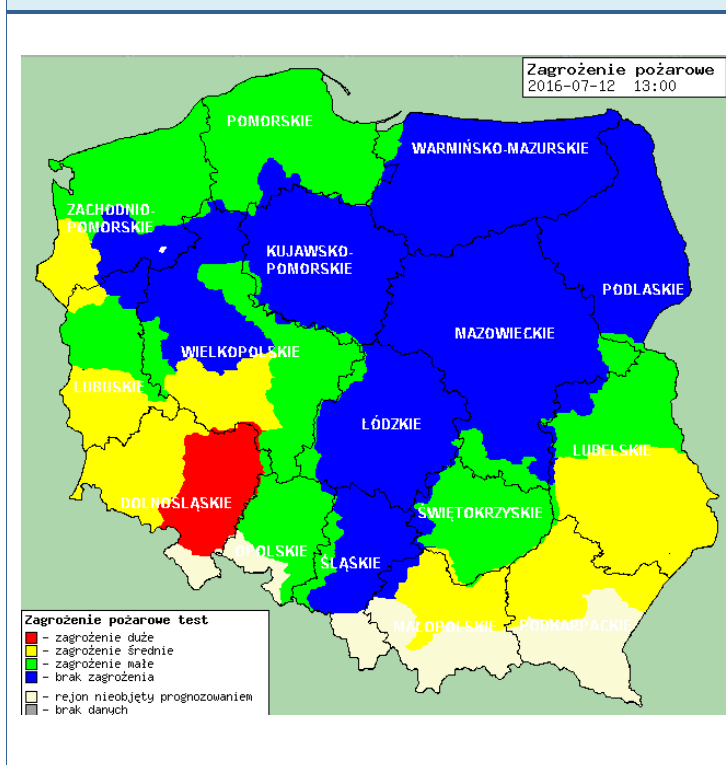 Zagrożenie pożarowe
2016-07-12 13:00
POMORSKIE
WARMIŃSKO-MAZURSKIE
ZACHODNIO-
POMORSKIE
KUJAWSKO-
POMORSKIE
PODLASKIE
MAZOWIECKIE
WIELKOPOLSKIE
LUBUSKIE
ŁÓDZKIE
LUBELSKIE
DOLNOŚLĄSKIE
ŚWIĘTOKRZYSKIE
OPOLSKIE
ŚLĄSKIE
MAŁOPOLSKIE
PODKARPACKIE
Zagrożenie pożarowe test
- zagrożenie duże
- zagrożenie średnie
- zagrożenie małe
- brak zagrożenia
- rejon nieobjęty prognozowaniem
- brak danych